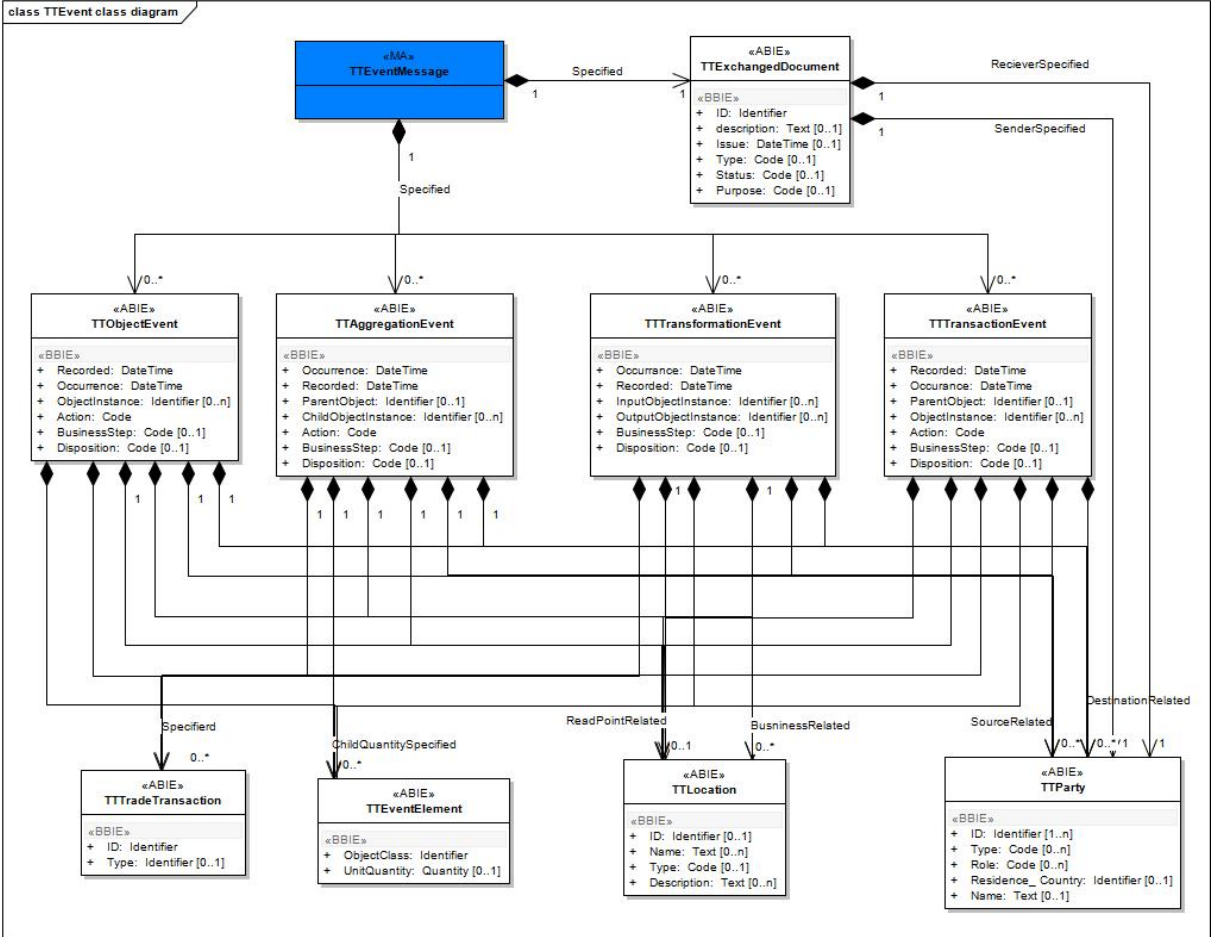 class TTEvent class diagram
«MA»
TTEventMessage
Specified
1
1
«ABIE»
TTExchangedDocument
«BBIE»
+ ID: Identifier
+ description: Text [0..1]
+ Issue: DateTime [0..1]
+ Type: Code [0..1]
+ Status: Code [0..1]
+ Purpose: Code [0..1]
RecieverSpecified
1
SenderSpecified
1
1
Specified
0..*
0..*
0..*
0..*
«ABIE»
TTObjectEvent
«BBIE»
+ Recorded: DateTime
+ Occurrence: DateTime
+ ObjectInstance: Identifier [0..n]
+ Action: Code
+ BusinessStep: Code [0..1]
+ Disposition: Code [0..1]
«ABIE»
TTAggregationEvent
«BBIE»
+ Occurrence: DateTime
+ Recorded: DateTime
+ ParentObject: Identifier [0..1]
+ ChildObjectInstance: Identifier [0..n]
+ Action: Code
+ BusinessStep: Code [0..1]
+ Disposition: Code [0..1]
«ABIE»
TTTransformationEvent
«BBIE»
+ Occurrance: DateTime
+ Recorded: DateTime
+ InputObjectInstance: Identifier [0..n]
+ OutputObjectInstance: Identifier [0..n]
+ BusinessStep: Code [0..1]
+ Disposition: Code [0..1]
«ABIE»
TTTransactionEvent
«BBIE»
+ Recorded: DateTime
+ Occurance: DateTime
+ ParentObject: Identifier [0..1]
+ ObjectInstance: Identifier [0..n]
+ Action: Code
+ BusinessStep: Code [0..1]
+ Disposition: Code [0..1]
1
1
1
1
1
1
1
1
1
1
Specifierd
0..*
ChildQuantitySpecified
0..*
ReadPointRelated
0..1
BusninessRelated
0..*
SourceRelated
0..*
DestinationRelated
0..*
1
1
«ABIE»
TTTradeTransaction
«BBIE»
+ ID: Identifier
+ Type: Identifier [0..1]
«ABIE»
TTEventElement
«BBIE»
+ ObjectClass: Identifier
+ UnitQuantity: Quantity [0..1]
«ABIE»
TTLocation
«BBIE»
+ ID: Identifier [0..1]
+ Name: Text [0..n]
+ Type: Code [0..1]
+ Description: Text [0..n]
«ABIE»
TTParty
«BBIE»
+ ID: Identifier [1..n]
+ Type: Code [0..n]
+ Role: Code [0..n]
+ Residence_ Country: Identifier [0..1]
+ Name: Text [0..1]